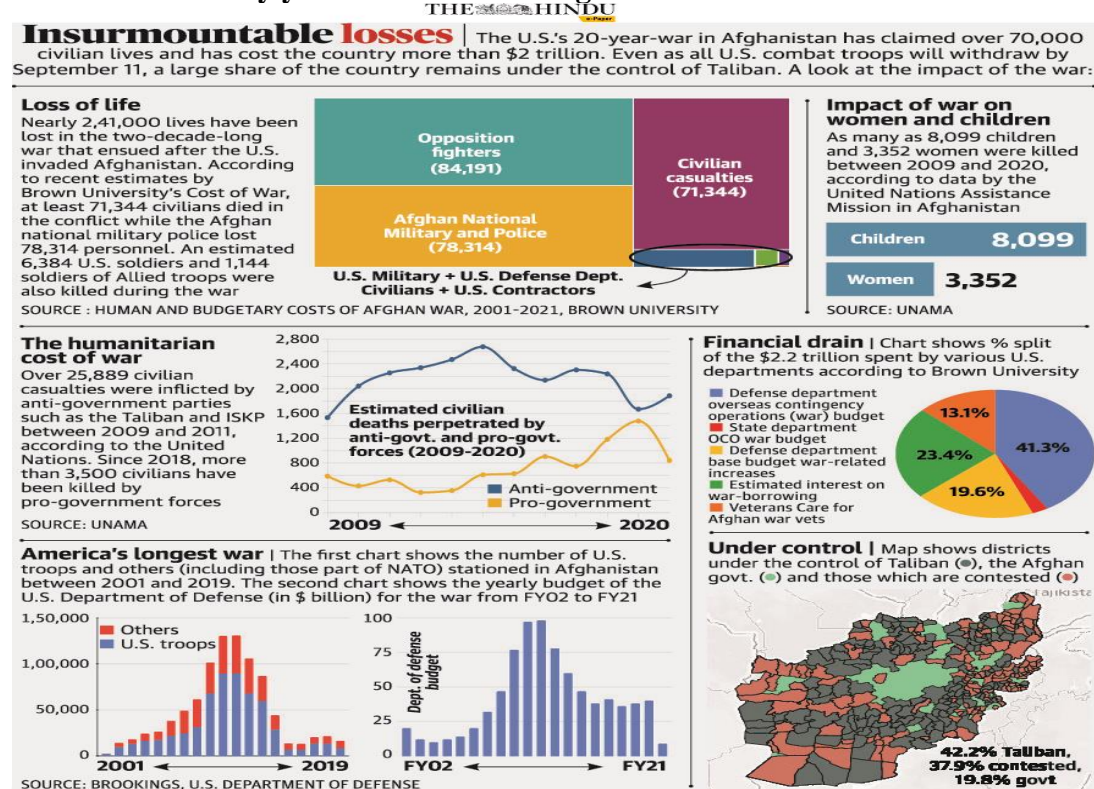 THE HINDU
e-Paper
Insurmountable losses | The U.S.'s 20-year-war in Afghanistan has claimed over 70,000
civilian lives and has cost the country more than $2 trillion. Even as all U.S. combat troops will withdraw by
September 11, a large share of the country remains under the control of Taliban. A look at the impact of the war:
Loss of life
Nearly 2,41,000 lives have been
lost in the two-decade-long
war that ensued after the U.S.
invaded Afghanistan. According
to recent estimates by
Brown University's Cost of War,
at least 71,344 civilians died in
the conflict while the Afghan
national military police lost
78,314 personnel. An estimated
6,384 U.S. soldiers and 1,144
soldiers of Allied troops were
also killed during the war
Opposition
fighters
(84,191)
Afghan National
Military and Police
(78,314)
Civilian
casualties
(71,344)
U.S. Military + U.S. Defense Dept.
Civilians + U.S. Contractors
SOURCE : HUMAN AND BUDGETARY COSTS OF AFGHAN WAR, 2001-2021, BROWN UNIVERSITY
Impact of war on
women and children
As many as 8,099 children
and 3,352 women were killed
between 2009 and 2020,
according to data by the
United Nations Assistance
Mission in Afghanistan
Children 8,099
Women 3,352
SOURCE: UNAMA
The humanitarian
cost of war
Over 25,889 civilian
casualties were inflicted by
anti-government parties
such as the Taliban and ISKP
between 2009 and 2011,
according to the United
Nations. Since 2018, more
than 3,500 civilians have
been killed by
pro-government forces
SOURCE: UNAMA
2,800
2,400
2,000
1,600
1,200
800
400
0
Estimated civilian
deaths perpetrated by
anti-govt. and pro-govt.
forces (2009-2020)
Anti-government
Pro-government
2009 2020
Financial drain | Chart shows % split
of the $2.2 trillion spent by various U.S.
departments according to Brown University
Defense department
overseas contingency
operations (war) budget
State department
OCO war budget
Defense department
base budget war-related
increases
Estimated interest on
war-borrowing
Veterans Care for
Afghan war vets
13.1%
41.3%
23.4%
19.6%
America's longest war | The first chart shows the number of U.S.
troops and others (including those part of NATO) stationed in Afghanistan
between 2001 and 2019. The second chart shows the yearly budget of the
U.S. Department of Defense (in $ billion) for the war from FY02 to FY21
1,50,000
1,00,000
50,000
0
Others
U.S. troops
2001 2019
100
75
50
25
0
Dept. of defense
budget
FY02 FY21
SOURCE: BROOKINGS, U.S. DEPARTMENT OF DEFENSE
Under control | Map shows districts
under the control of Taliban (●), the Afghan
govt. (●) and those which are contested (●)
42.2% Taliban,
37.9% contested,
19.8% govt